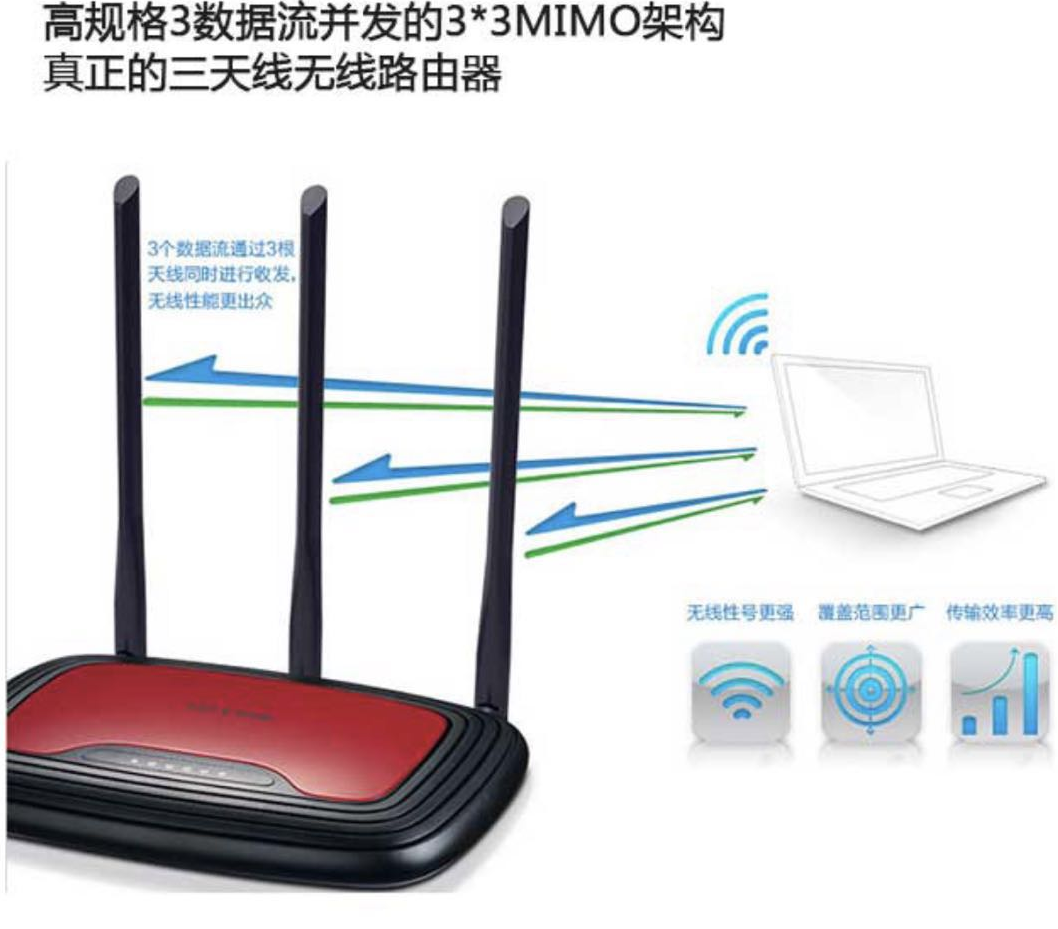 高规格3数据流并发的3*3MIMO架构
真正的三天线无线路由器
3个数据流通过3根
天线同时进行收发,
无线性能更出众
无线性号更强
覆盖范围更广
传输效率更高